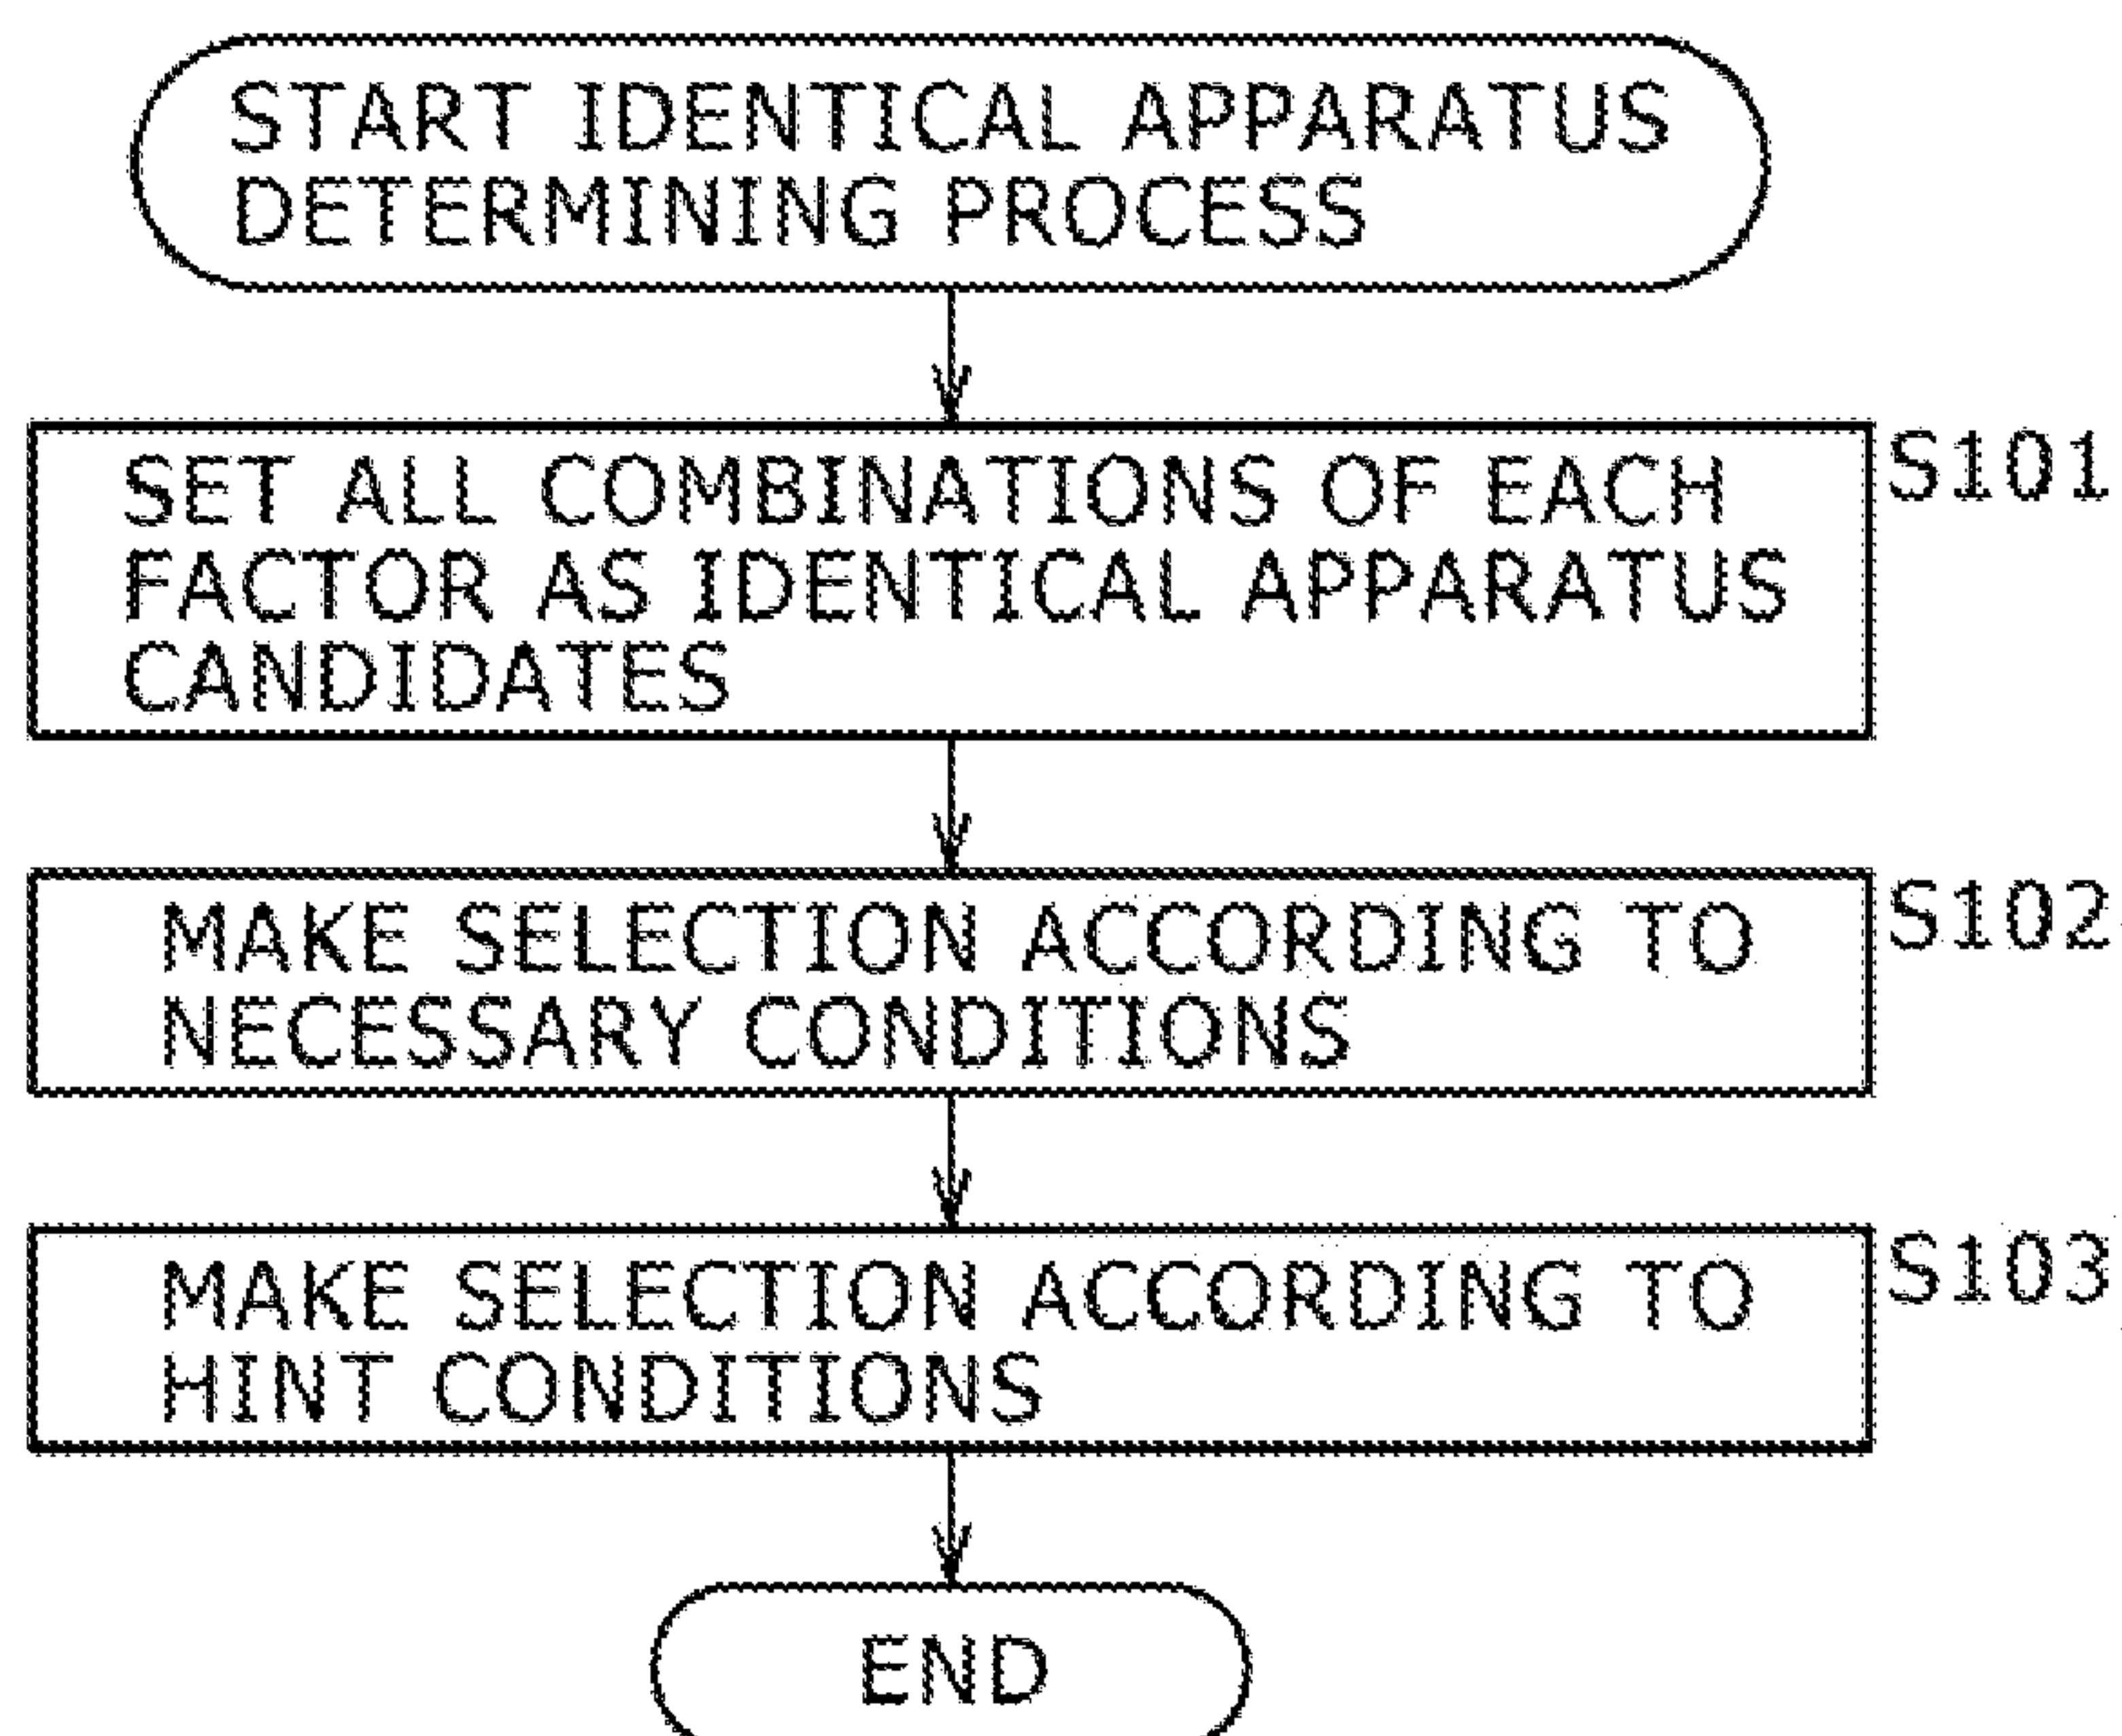 START IDENTICAL APPARATUS
DETERMINING PROCESS
SET ALL COMBINATIONS OF EACH
FACTOR AS IDENTICAL APPARATUS
CANDIDATES
S101
MAKE SELECTION ACCORDING TO
NECESSARY CONDITIONS
S102
MAKE SELECTION ACCORDING TO
HINT CONDITIONS
S103
END